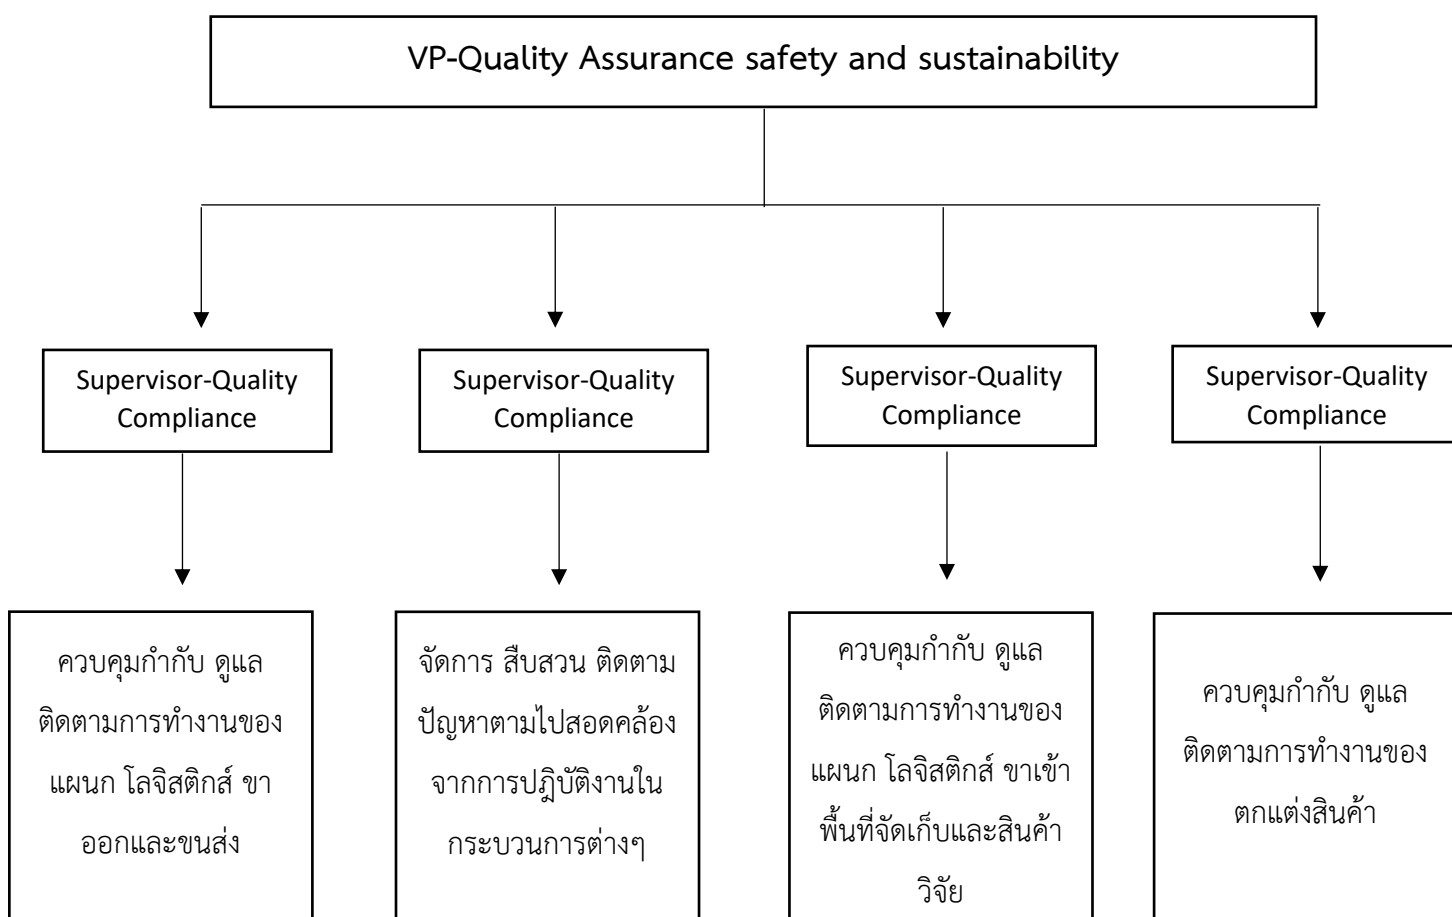 VP-Quality Assurance safety and sustainability
Supervisor-Quality
Compliance
Supervisor-Quality
Compliance
Supervisor-Quality
Compliance
Supervisor-Quality
Compliance
ควบคุมกำกับ ดูแล
ติดตามการทำงานของ
แผนก โลจิสติกส์ ขา
ออกและขนส่ง
จัดการ สืบสวน ติดตาม
ปัญหาตามไปสอดคล้อง
จากการปฎิบัติงานใน
กระบวนการต่างๆ
ควบคุมกำกับ ดูแล
ติดตามการทำงานของ
แผนก โลจิสติกส์ ขาเข้า
พื้นที่จัดเก็บและสินค้า
วิจัย
ควบคุมกำกับ ดูแล
ติดตามการทำงานของ
ตกแต่งสินค้า